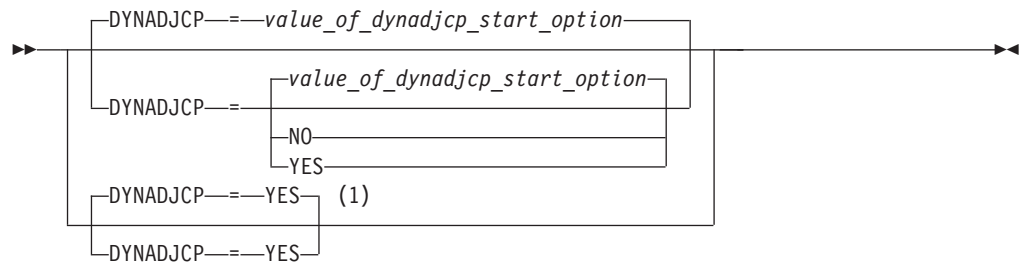 DYNADJCP = value_of_dynadjcp_start_option
value_of_dynadjcp_start_option
DYNADJCP =
NO
YES
DYNADJCP = YES (1)
DYNADJCP = YES